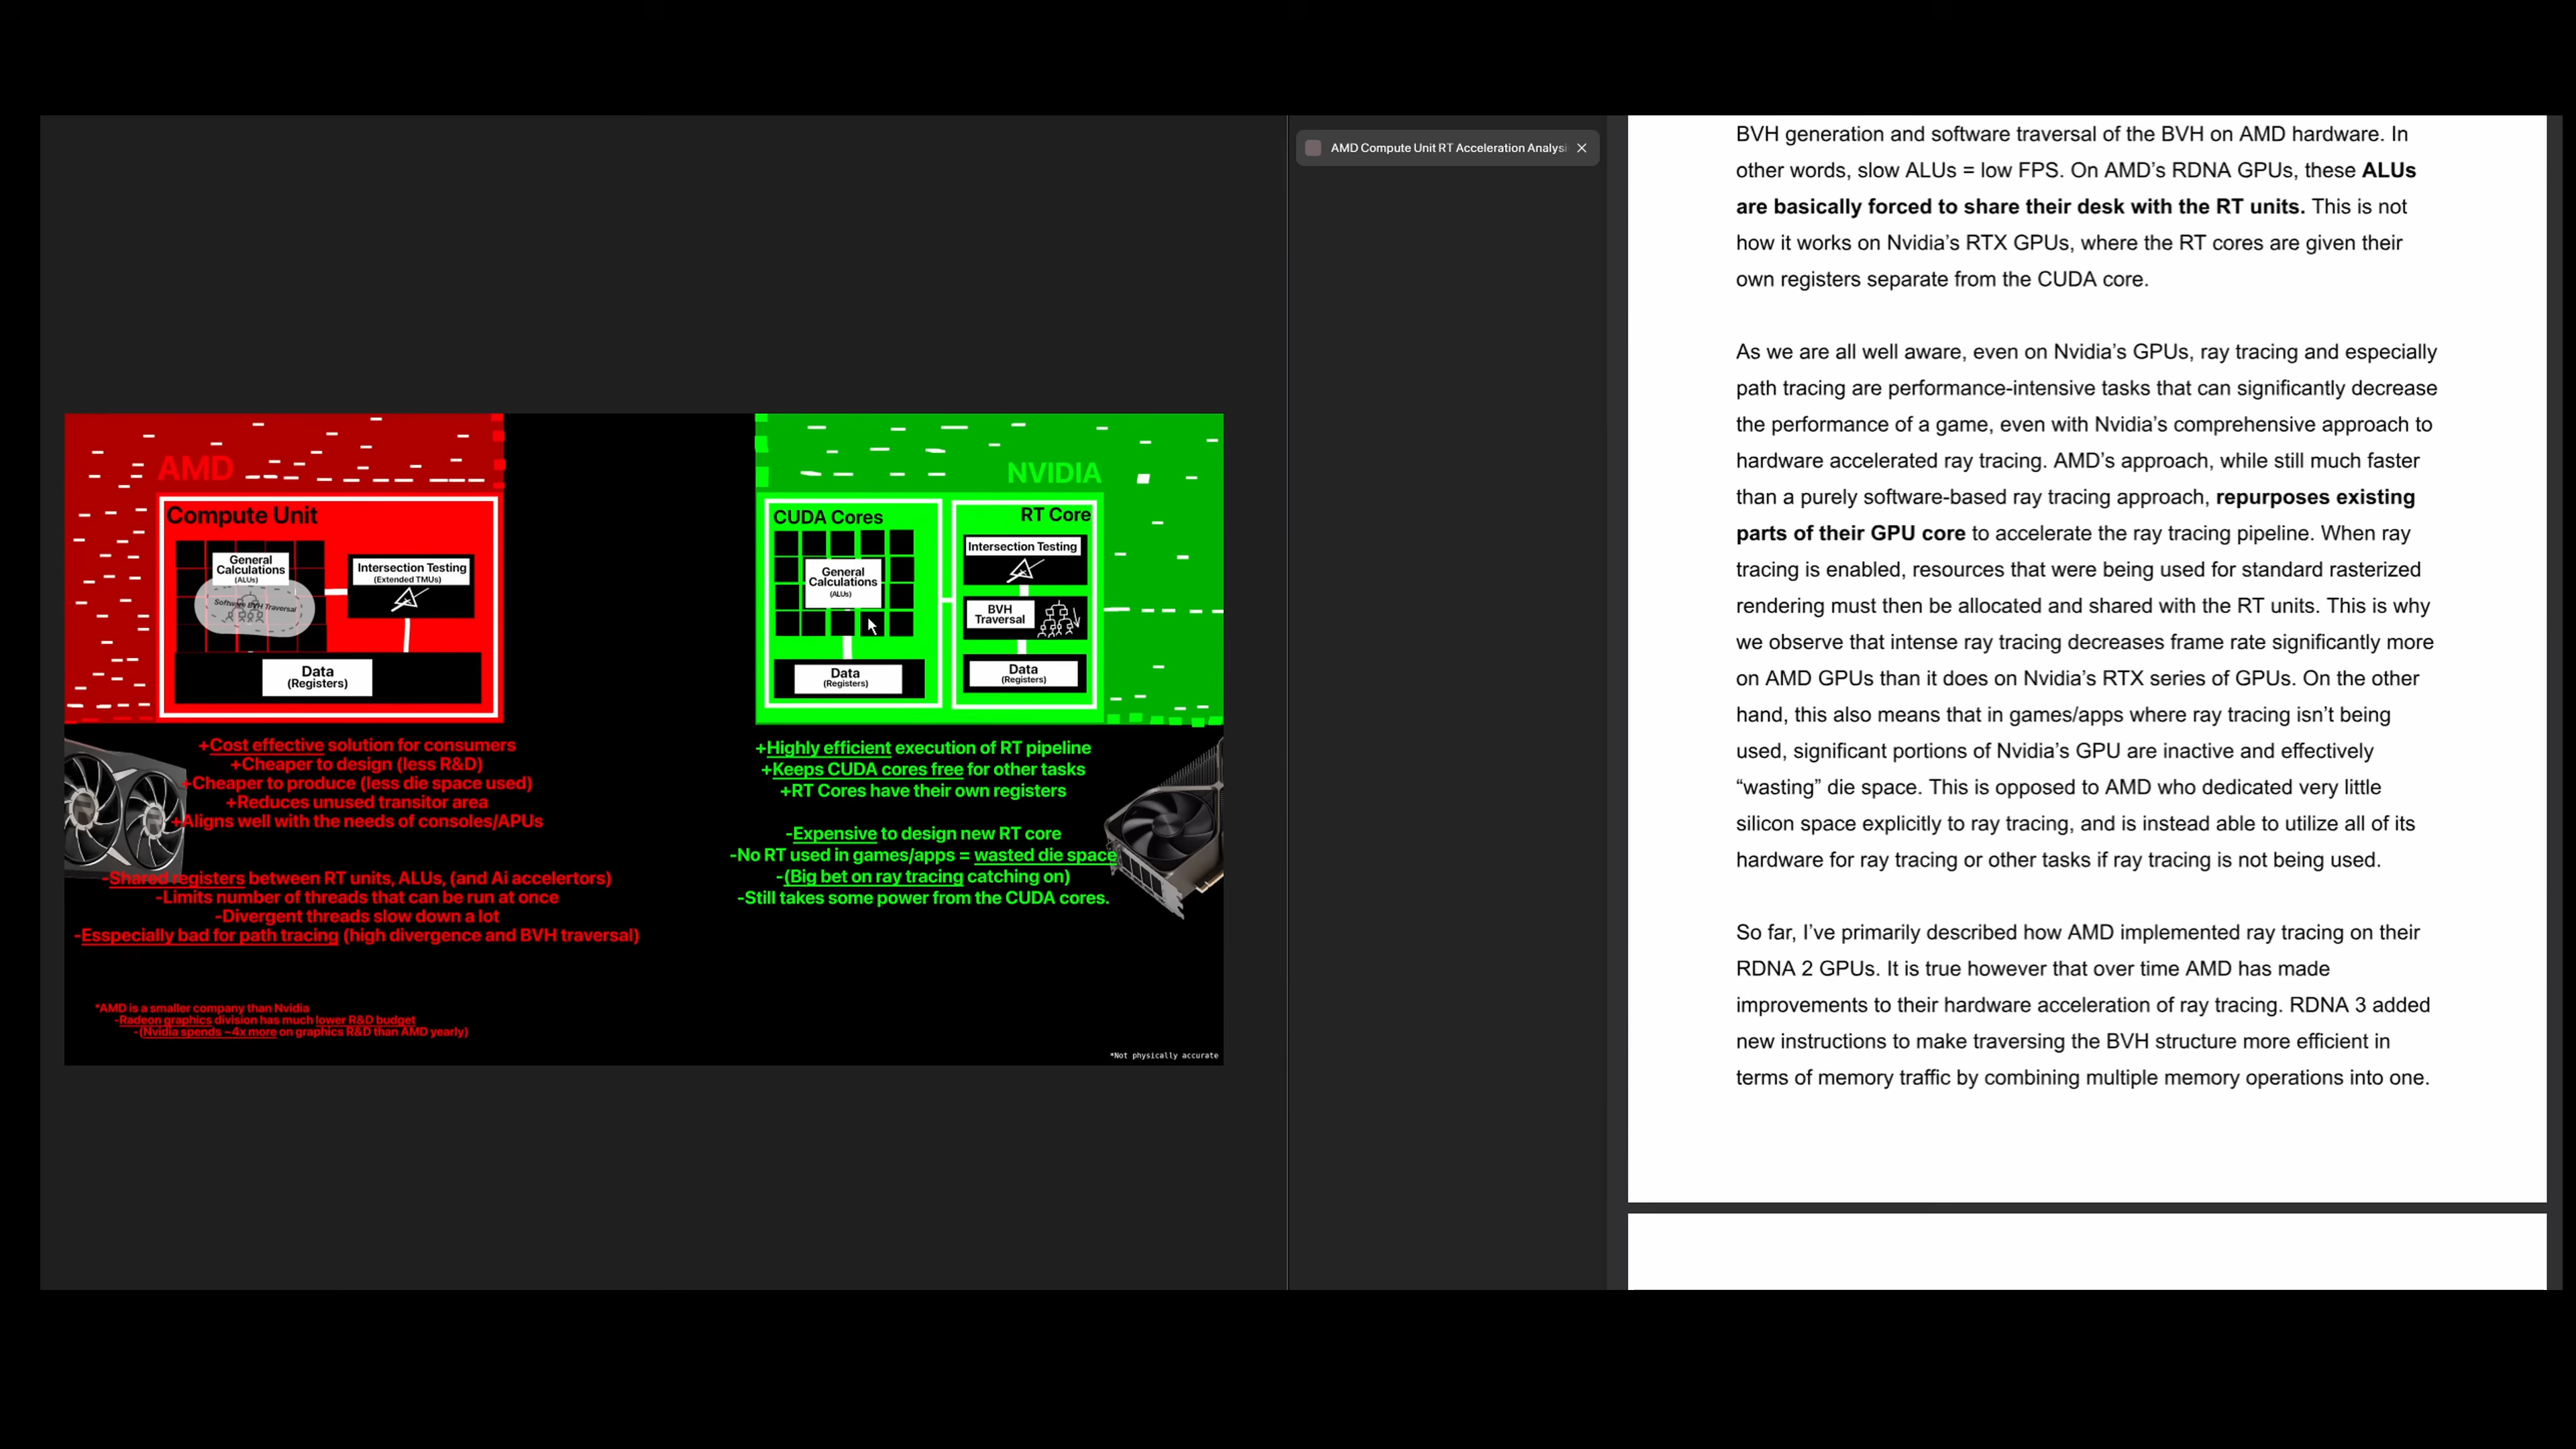 AMD Compute Unit RT Acceleration Analysi
AMD
Compute Unit
General
Calculations
(ALUs)
Software BVH Traversal
Intersection Testing
(Extended TMUs)
Data
(Registers)
+Cost effective solution for consumers
+Cheaper to design (less R&D)
+Cheaper to produce (less die space used)
+Reduces unused transitor area
+Aligns well with the needs of consoles/APUs
-Shared registers between RT units, ALUs, (and Ai accelertors)
-Limits number of threads that can be run at once
-Divergent threads slow down a lot
-Esspecially bad for path tracing (high divergence and BVH traversal)
*AMD is a smaller company than Nvidia
-Radeon graphics division has much lower R&D budget
-(Nvidia spends ~4x more on graphics R&D than AMD yearly)
NVIDIA
CUDA Cores
General
Calculations
(ALUs)
Data
(Registers)
RT Core
Intersection Testing
BVH
Traversal
Data
(Registers)
+Highly efficient execution of RT pipeline
+Keeps CUDA cores free for other tasks
+RT Cores have their own registers
-Expensive to design new RT core
-No RT used in games/apps = wasted die space
-(Big bet on ray tracing catching on)
-Still takes some power from the CUDA cores.
*Not physically accurate
BVH generation and software traversal of the BVH on AMD hardware. In
other words, slow ALUs = low FPS. On AMD’s RDNA GPUs, these ALUs
are basically forced to share their desk with the RT units. This is not
how it works on Nvidia’s RTX GPUs, where the RT cores are given their
own registers separate from the CUDA core.
As we are all well aware, even on Nvidia’s GPUs, ray tracing and especially
path tracing are performance-intensive tasks that can significantly decrease
the performance of a game, even with Nvidia’s comprehensive approach to
hardware accelerated ray tracing. AMD’s approach, while still much faster
than a purely software-based ray tracing approach, repurposes existing
parts of their GPU core to accelerate the ray tracing pipeline. When ray
tracing is enabled, resources that were being used for standard rasterized
rendering must then be allocated and shared with the RT units. This is why
we observe that intense ray tracing decreases frame rate significantly more
on AMD GPUs than it does on Nvidia’s RTX series of GPUs. On the other
hand, this also means that in games/apps where ray tracing isn’t being
used, significant portions of Nvidia’s GPU are inactive and effectively
“wasting” die space. This is opposed to AMD who dedicated very little
silicon space explicitly to ray tracing, and is instead able to utilize all of its
hardware for ray tracing or other tasks if ray tracing is not being used.
So far, I’ve primarily described how AMD implemented ray tracing on their
RDNA 2 GPUs. It is true however that over time AMD has made
improvements to their hardware acceleration of ray tracing. RDNA 3 added
new instructions to make traversing the BVH structure more efficient in
terms of memory traffic by combining multiple memory operations into one.